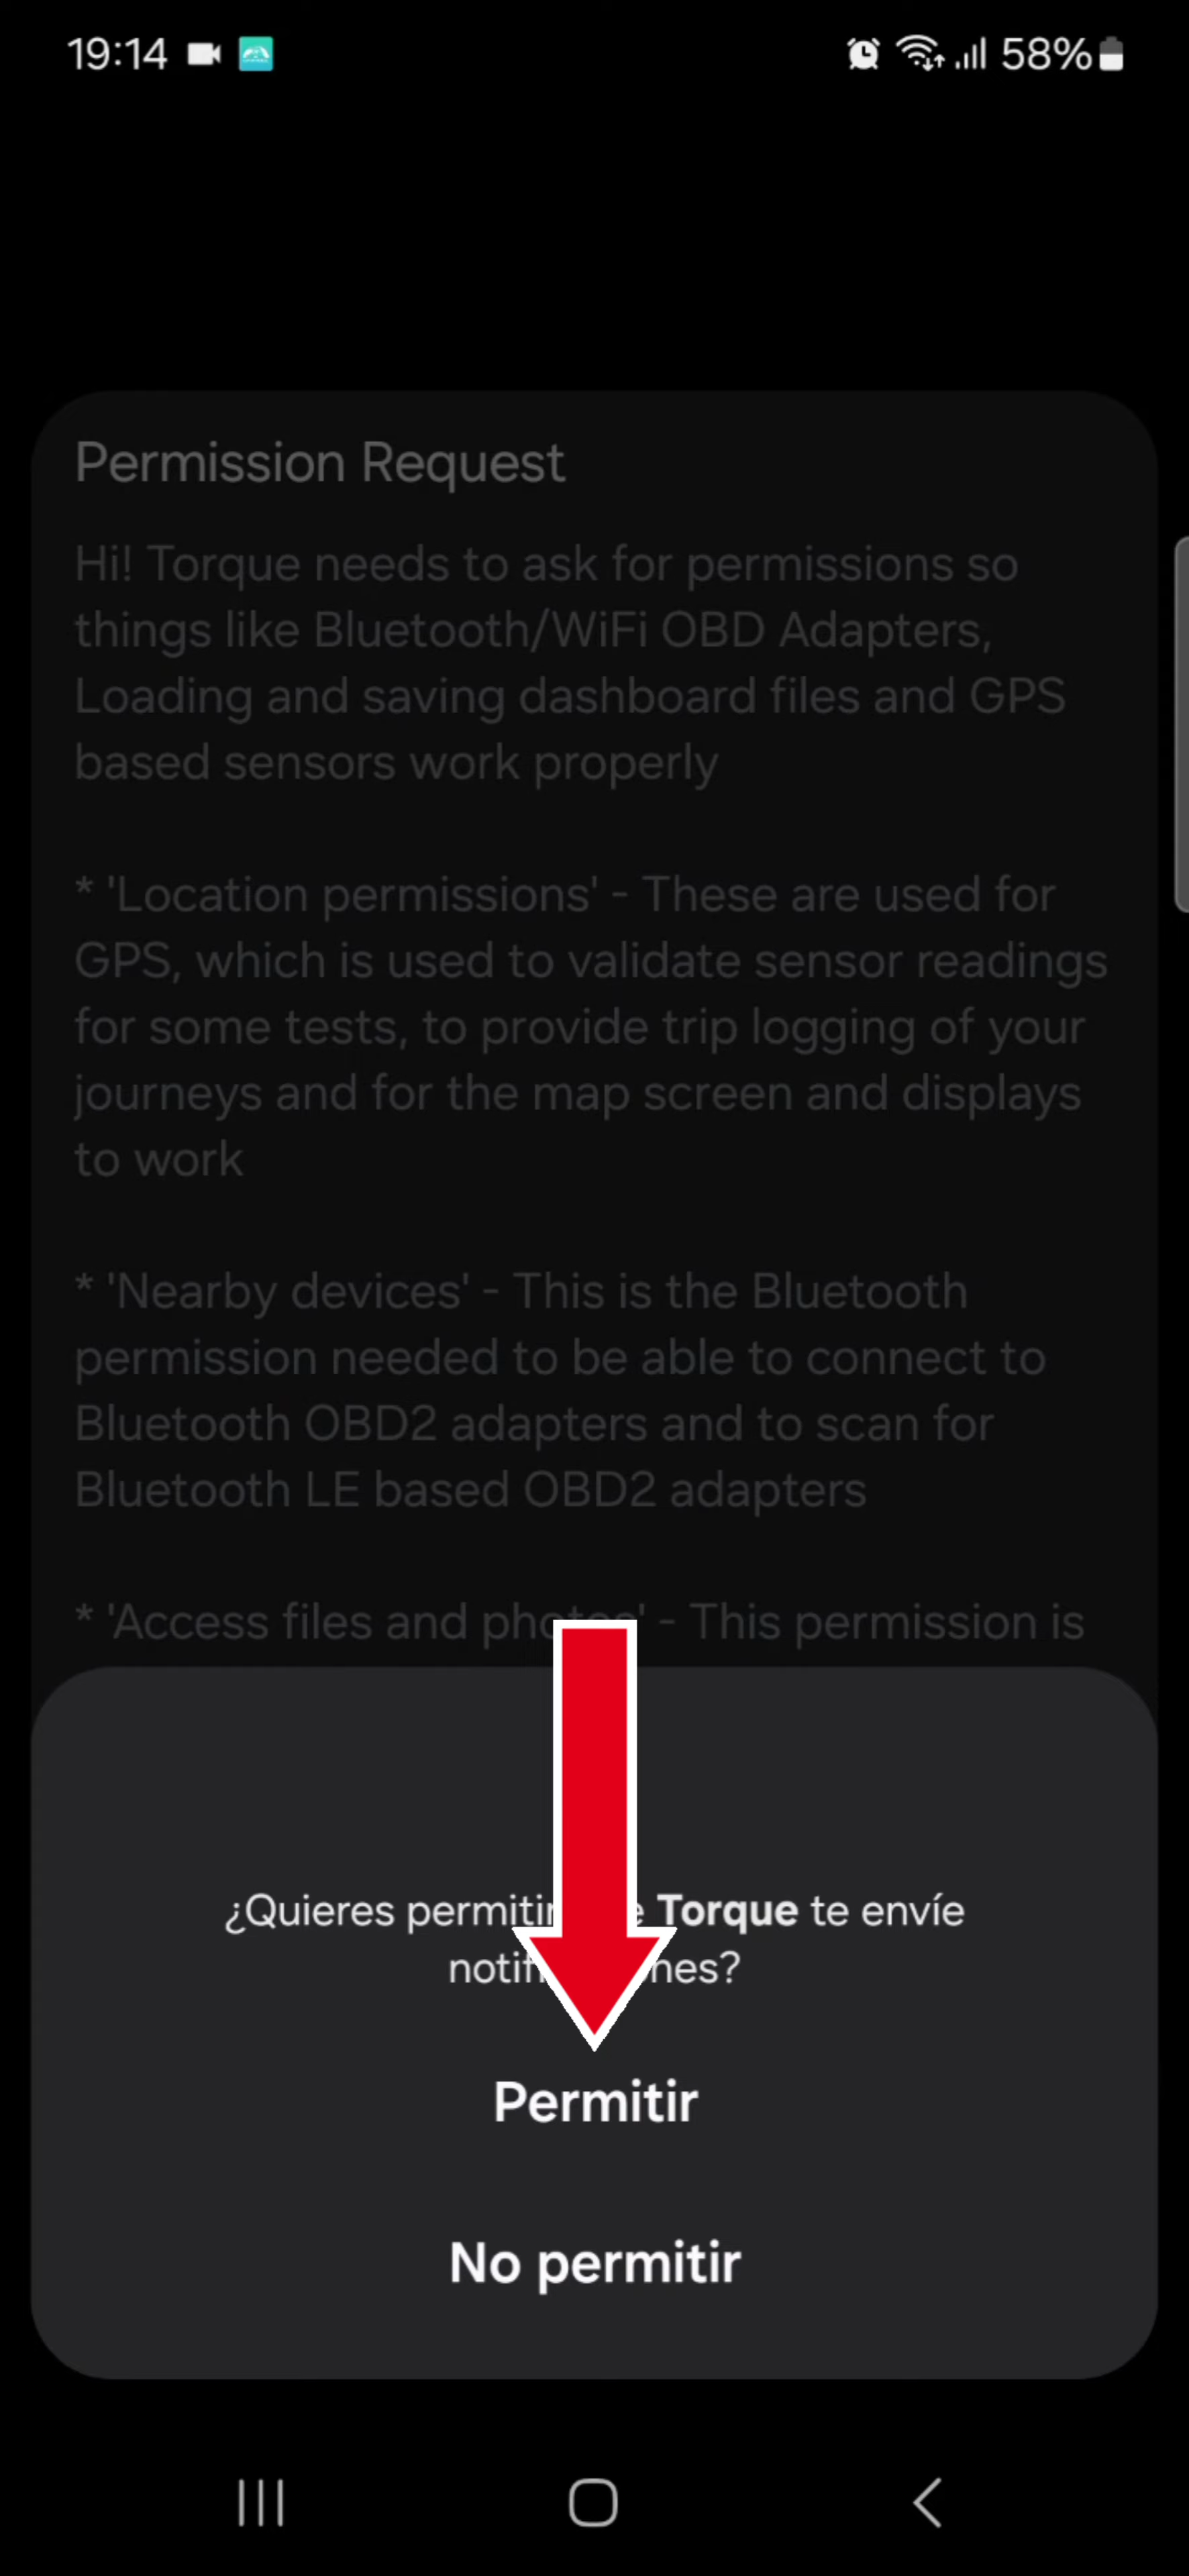 19:14
58%
Permission Request
Hi! Torque needs to ask for permissions so
things like Bluetooth/WiFi OBD Adapters,
Loading and saving dashboard files and GPS
based sensors work properly
* 'Location permissions' - These are used for
GPS, which is used to validate sensor readings
for some tests, to provide trip logging of your
journeys and for the map screen and displays
to work
* 'Nearby devices' - This is the Bluetooth
permission needed to be able to connect to
Bluetooth OBD2 adapters and to scan for
Bluetooth LE based OBD2 adapters
* 'Access files and photos' - This permission is
¿Quieres permitir Torque te envíe
Permitir
No permitir